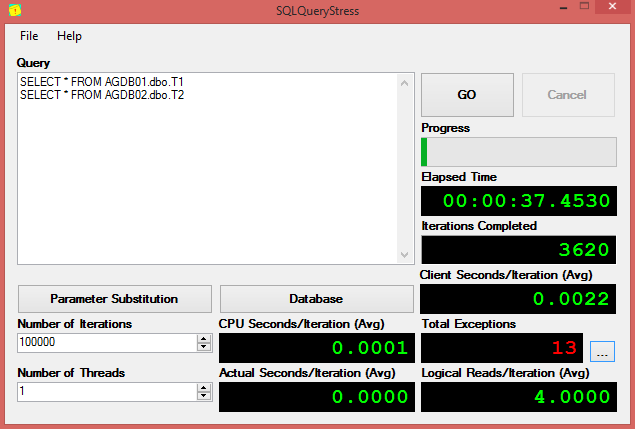 SQLQueryStress
File Help
Query
SELECT * FROM AGDB01.dbo.T1
SELECT * FROM AGDB02.dbo.T2
GO
Cancel
Progress
Elapsed Time
00:00:37.4530
Iterations Completed
3620
Client Seconds/Iteration (Avg)
0.0022
Parameter Substitution
Database
Number of Iterations
100000
CPU Seconds/Iteration (Avg)
0.0001
Total Exceptions
13
...
Number of Threads
1
Actual Seconds/Iteration (Avg)
0.0000
Logical Reads/Iteration (Avg)
4.0000